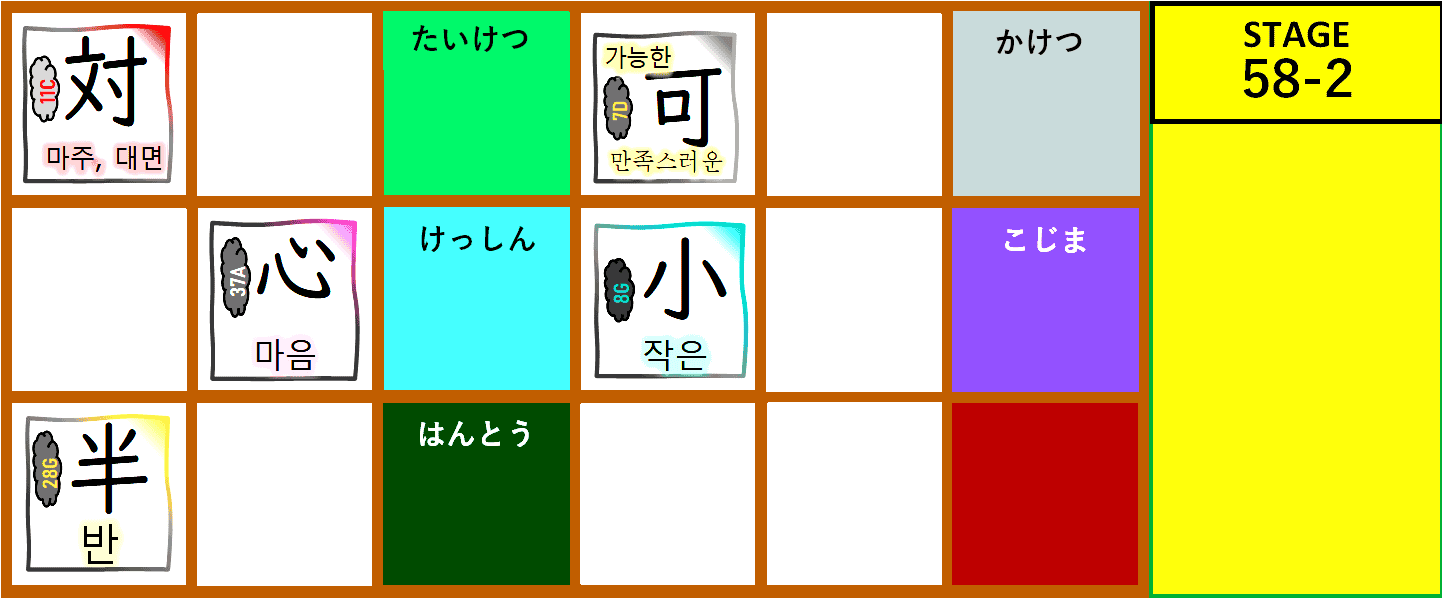 対
11C
마주, 대면
たいけつ
가능한
可
7D
만족스러운
かけつ
STAGE
58-2
心
37A
마음
けっしん
小
8G
작은
こじま
半
28G
반
はんとう